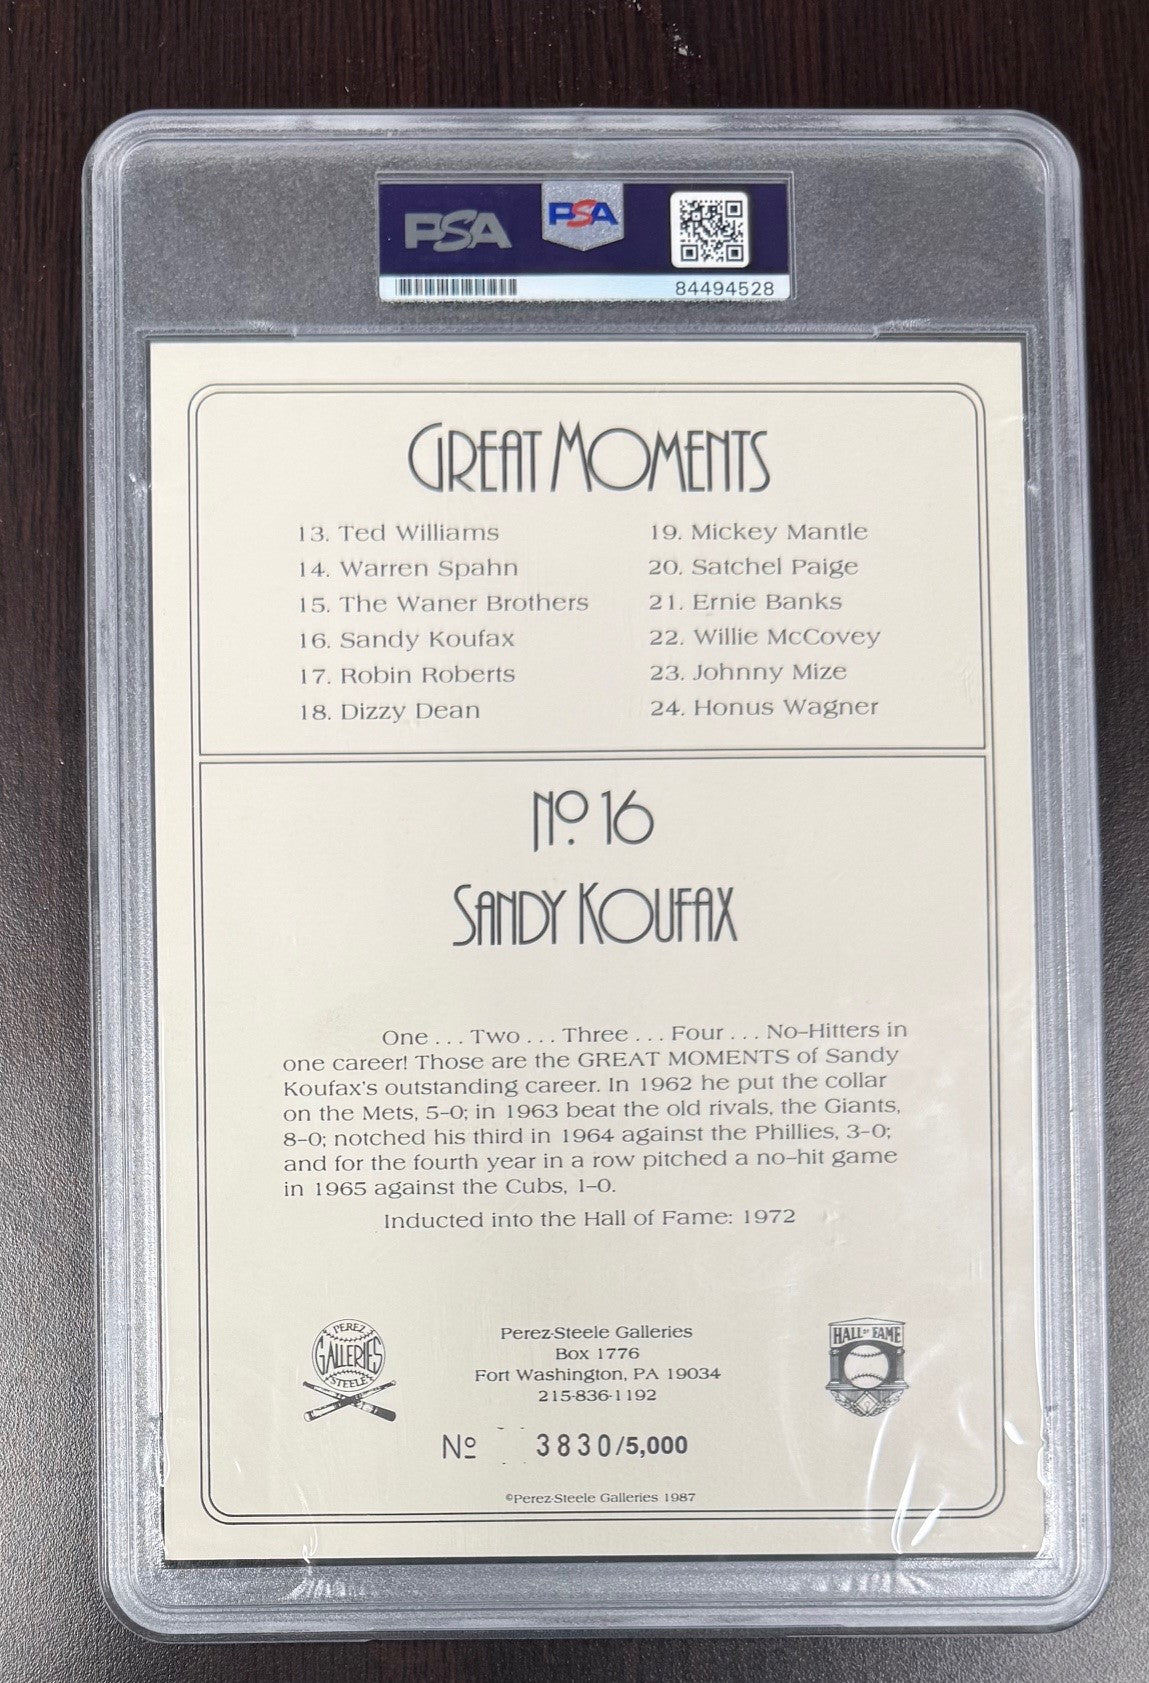 PSA PSA
84494528
GREAT MOMENTS
13. Ted Williams
14. Warren Spahn
15. The Waner Brothers
16. Sandy Koufax
17. Robin Roberts
18. Dizzy Dean
19. Mickey Mantle
20. Satchel Paige
21. Ernie Banks
22. Willie McCovey
23. Johnny Mize
24. Honus Wagner
Nº. 16
SANDY KOUFAX
One . . . Two . . . Three . . . Four . . . No-Hitters in
one career! Those are the GREAT MOMENTS of Sandy
Koufax's outstanding career. In 1962 he put the collar
on the Mets, 5-0; in 1963 beat the old rivals, the Giants,
8-0; notched his third in 1964 against the Phillies, 3-0;
and for the fourth year in a row pitched a no-hit game
in 1965 against the Cubs, 1-0.
Inducted into the Hall of Fame: 1972
PEREZ
GALLERIES
STEELE
Perez-Steele Galleries
Box 1776
Fort Washington, PA 19034
215-836-1192
HALL OF FAME
Nº 3830/5,000
©Perez-Steele Galleries 1987